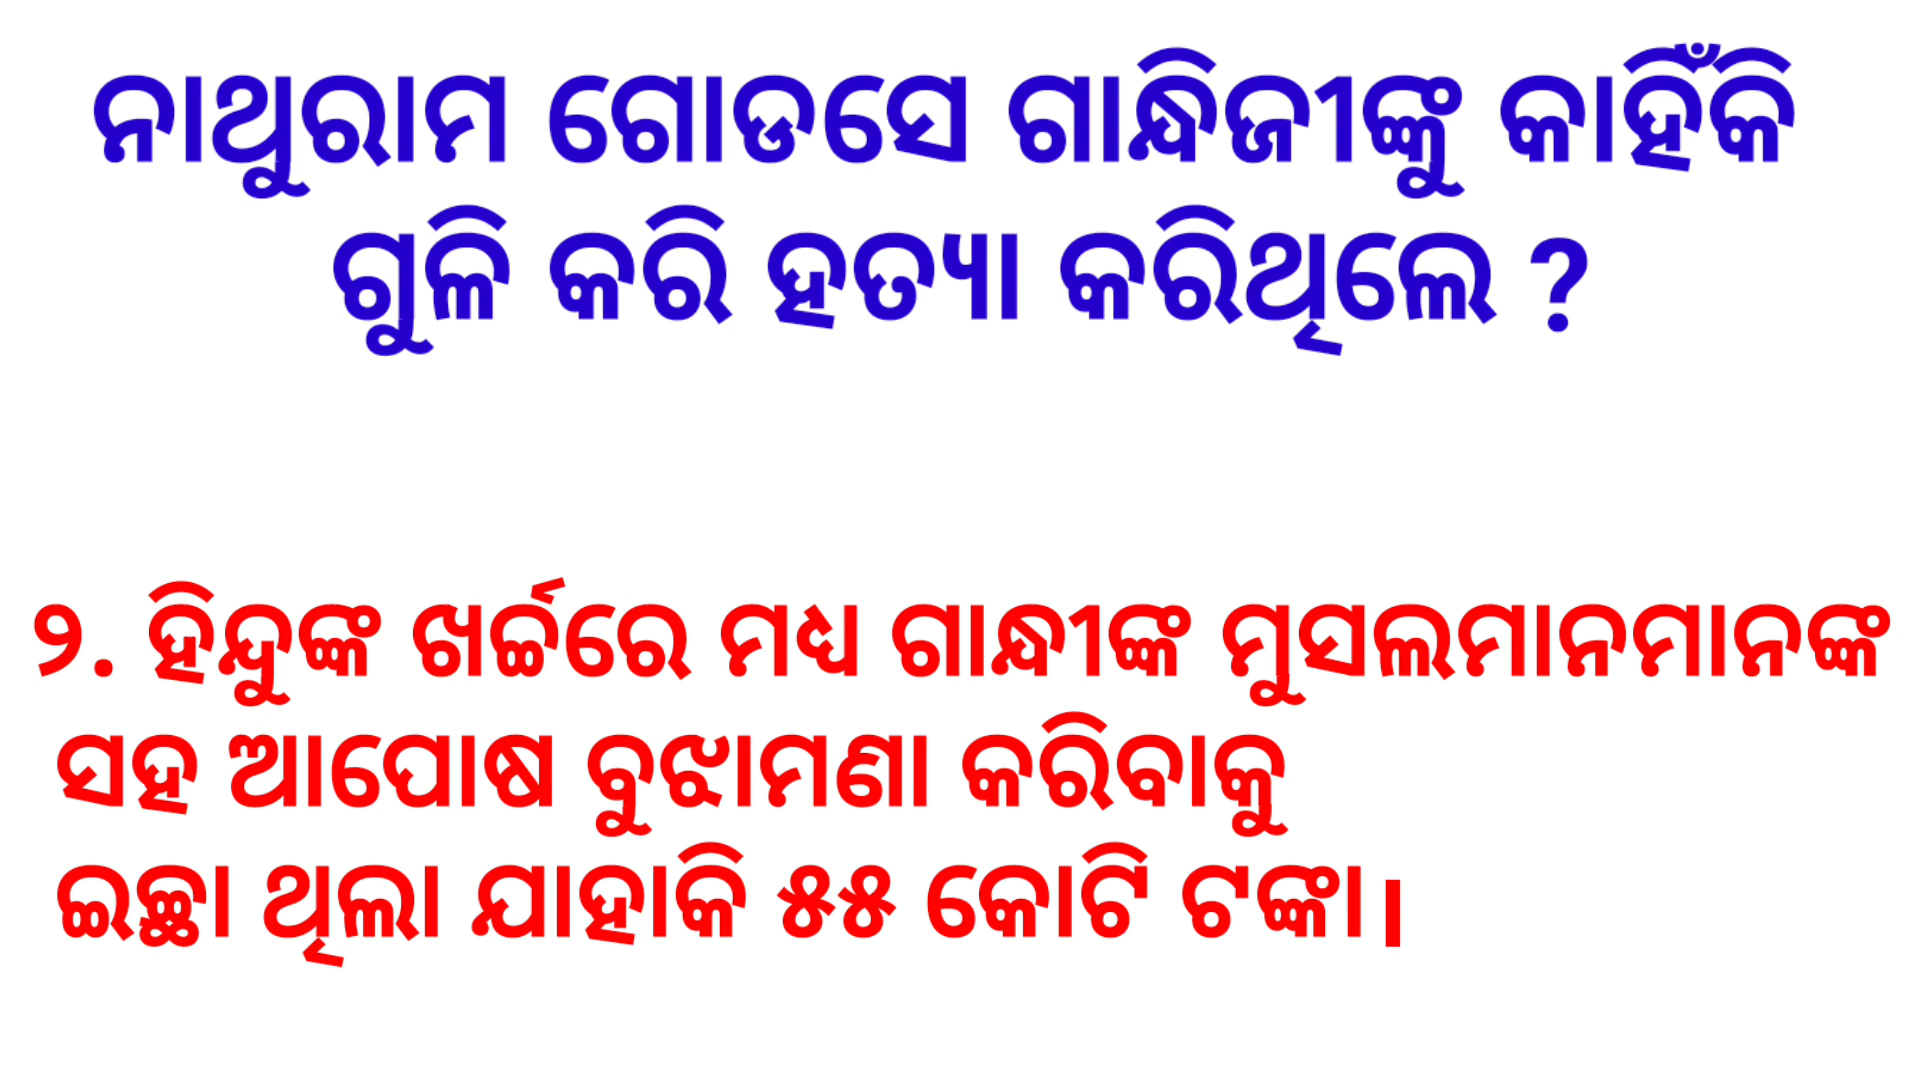 ନାଥୁରାମ ଗୋଡସେ ଗାନ୍ଧିଜୀଙ୍କୁ କାହିଁକି
ଗୁଳି କରି ହତ୍ୟା କରିଥିଲେ ?
୨. ହିନ୍ଦୁଙ୍କ ଖର୍ଚ୍ଚରେ ମଧ୍ୟ ଗାନ୍ଧୀଙ୍କ ମୁସଲମାନମାନଙ୍କ
ସହ ଆପୋଷ ବୁଝାମଣା କରିବାକୁ
ଇଚ୍ଛା ଥିଲା ଯାହାକି ୫୫ କୋଟି ଟଙ୍କା।